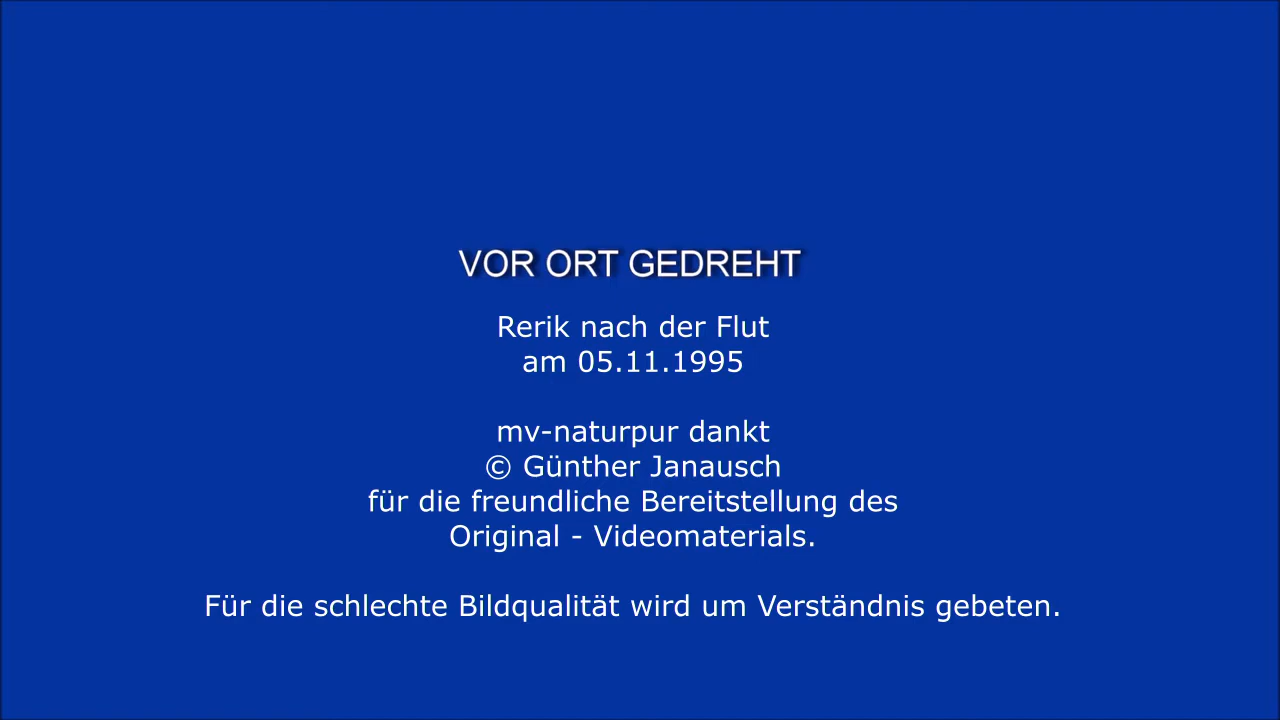 VOR ORT GEDREHT
Rerik nach der Flut
am 05.11.1995
mv-naturpur dankt
© Günther Janausch
für die freundliche Bereitstellung des
Original - Videomaterials.
Für die schlechte Bildqualität wird um Verständnis gebeten.